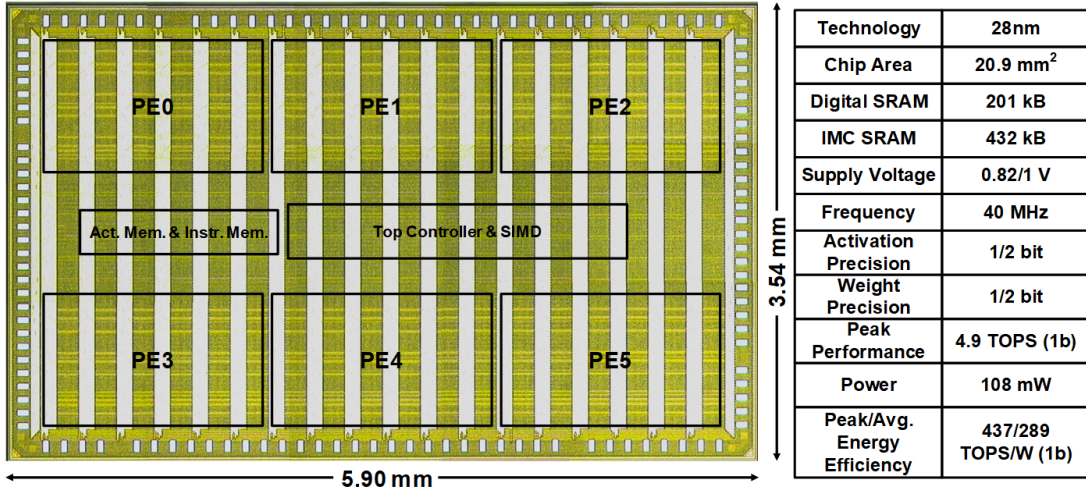 PE0
PE1
PE2
Act. Mem. & Instr. Mem.
Top Controller & SIMD
PE3
PE4
PE5
5.90 mm
3.54 mm
Technology 28nm
Chip Area 20.9 mm²
Digital SRAM 201 kB
IMC SRAM 432 kB
Supply Voltage 0.82/1 V
Frequency 40 MHz
Activation
Precision
1/2 bit
Weight
Precision
1/2 bit
Peak
Performance
4.9 TOPS (1b)
Power 108 mW
Peak/Avg.
Energy
Efficiency
437/289
TOPS/W (1b)